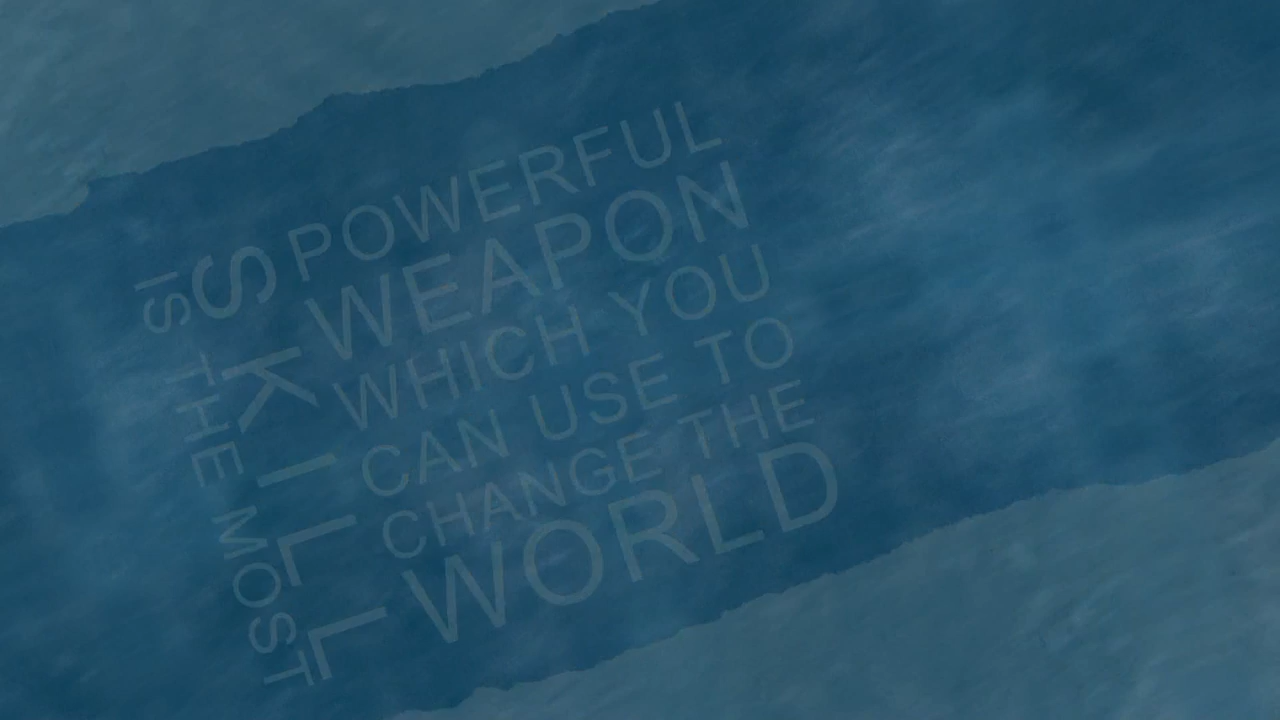 SKILL
IS THE MOST
POWERFUL
WEAPON
WHICH YOU
CAN USE TO
CHANGE THE
WORLD